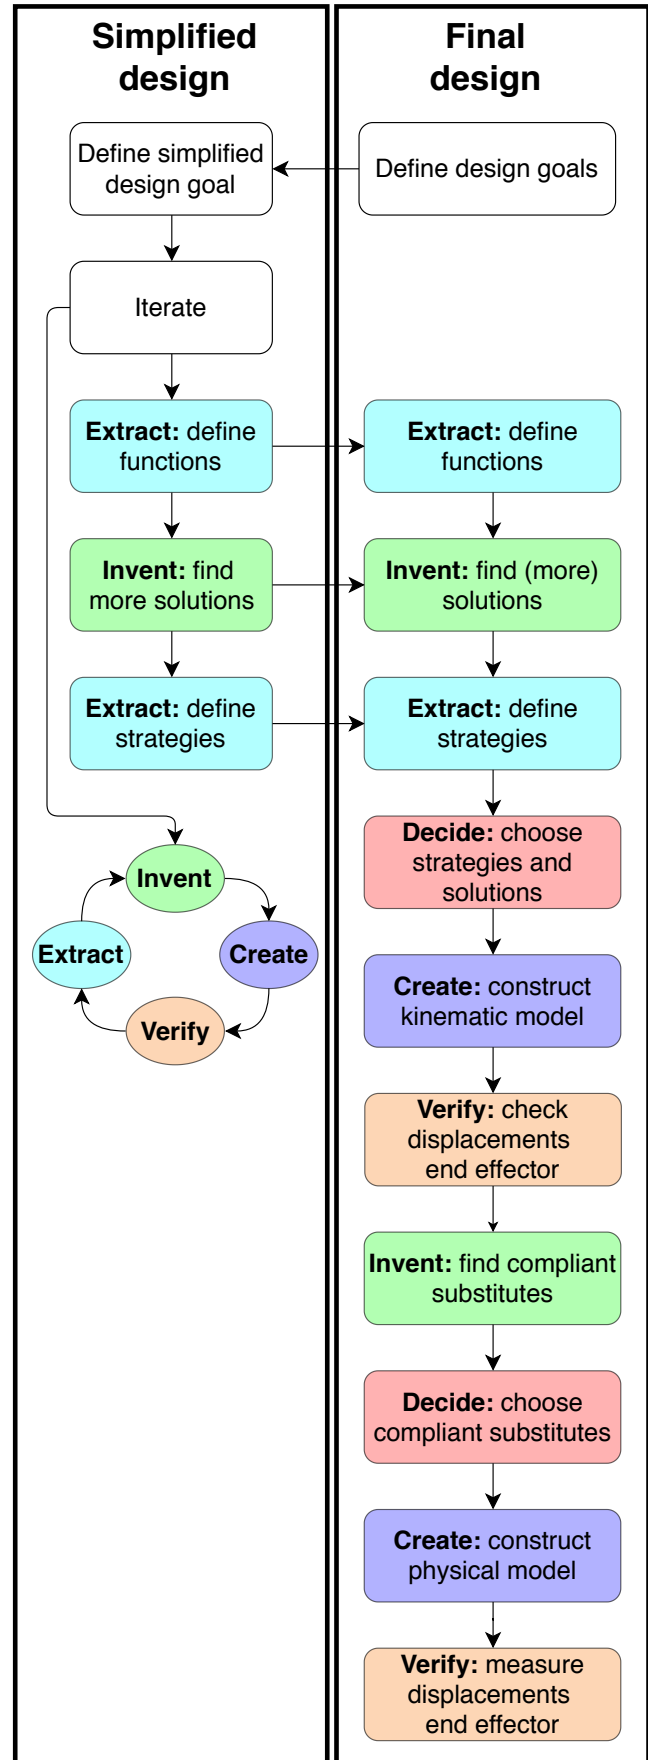 Simplified
design
Define simplified
design goal
Iterate
Extract: define
functions
Invent: find
more solutions
Extract: define
strategies
Invent
Extract
Create
Verify
Final
design
Define design goals
Extract: define
functions
Invent: find (more)
solutions
Extract: define
strategies
Decide: choose
strategies and
solutions
Create: construct
kinematic model
Verify: check
displacements
end effector
Invent: find compliant
substitutes
Decide: choose
compliant substitutes
Create: construct
physical model
Verify: measure
displacements
end effector